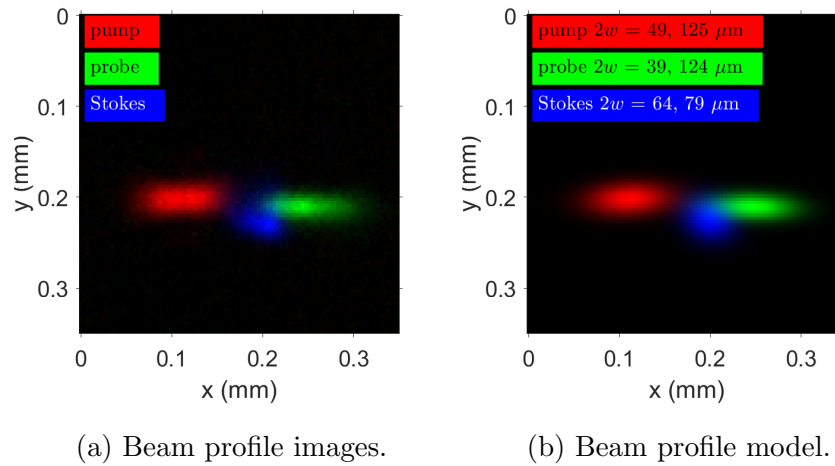 0
0.1
0.2
0.3
y (mm)
pump
probe
Stokes
0 0.1 0.2 0.3
x (mm)
(a) Beam profile images.
0
0.1
0.2
0.3
y (mm)
pump 2w = 49, 125 μm
probe 2w = 39, 124 μm
Stokes 2w = 64, 79 μm
0 0.1 0.2 0.3
x (mm)
(b) Beam profile model.